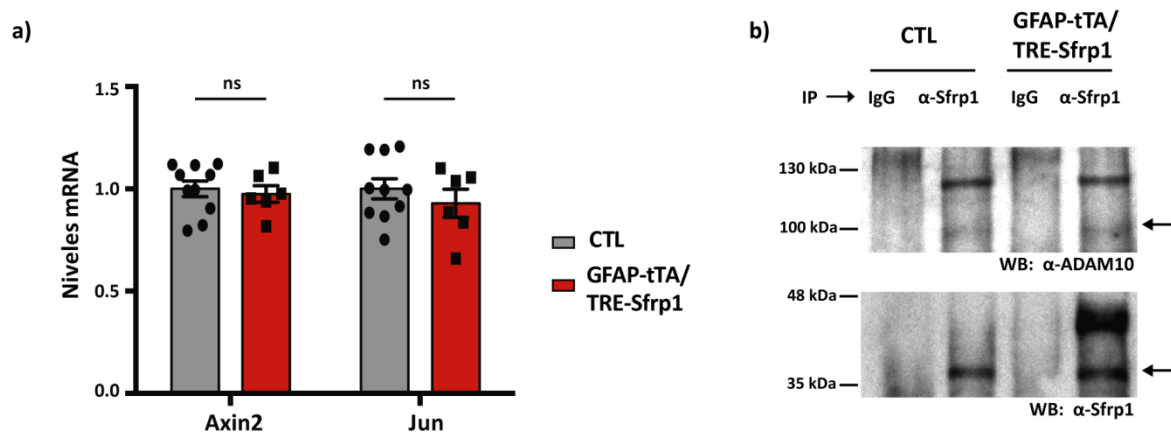 a)
ns
ns
1.5
1.0
0.5
0.0
Niveles mRNA
Axin2
Jun
CTL
GFAP-tTA/
TRE-Sfrp1
b)
CTL
GFAP-tTA/
TRE-Sfrp1
IP → IgG α-Sfrp1 IgG α-Sfrp1
130 kDa
100 kDa
WB: α-ADAM10
48 kDa
35 kDa
WB: α-Sfrp1